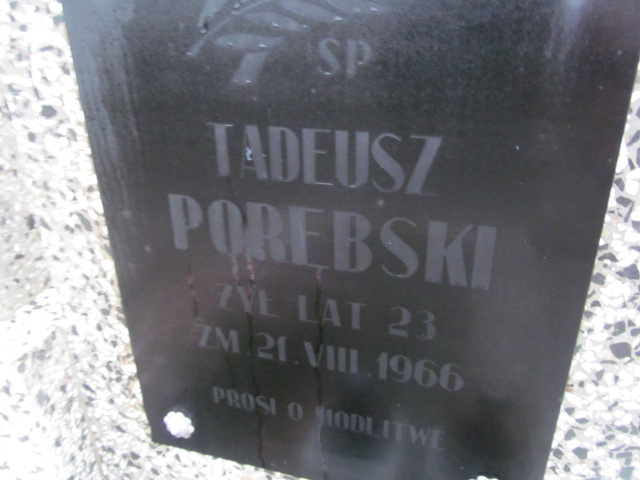 SP
TADEUSZ
PORĘBSKI
ŻYŁ LAT 23
ZM. 21. VIII. 1966
PROSI O MODLITWĘ